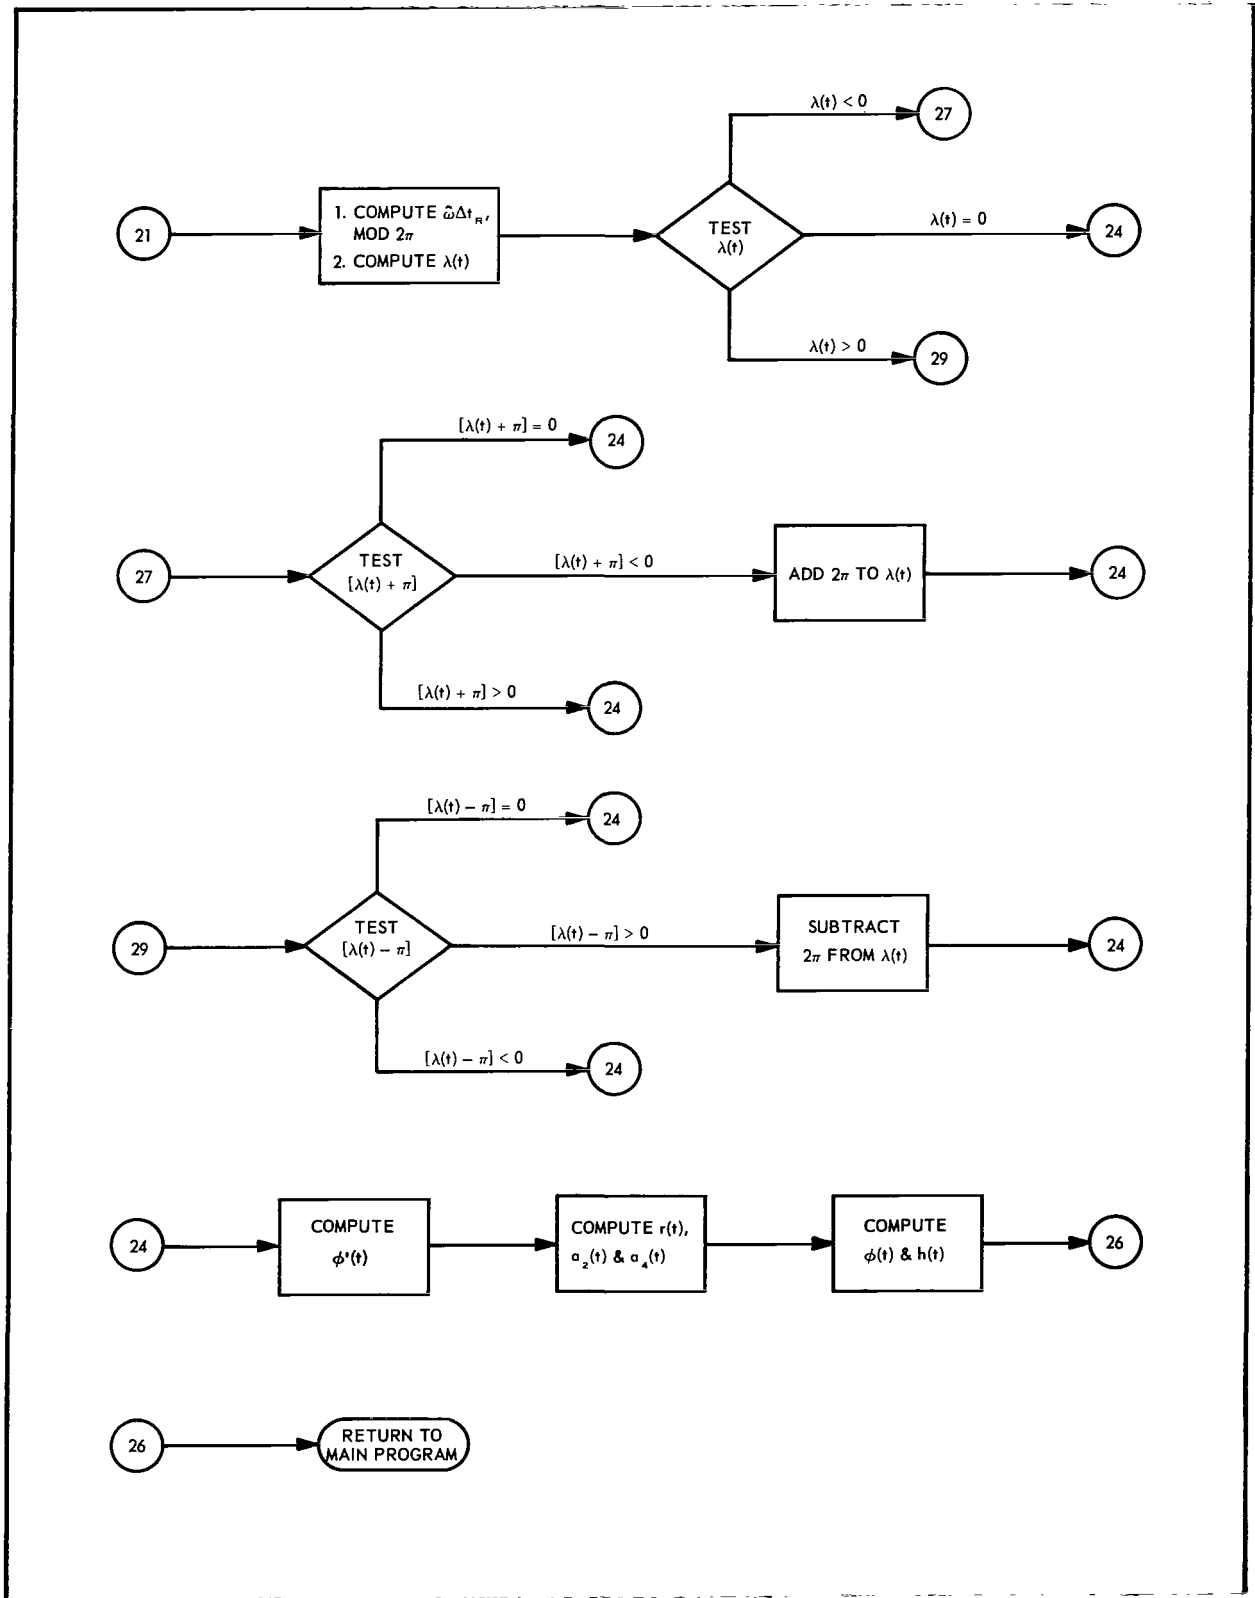 λ(t) < 0
27
21
1. COMPUTE ω̂Δt_R,
MOD 2π
2. COMPUTE λ(t)
TEST
λ(t)
λ(t) = 0
24
λ(t) > 0
29
[λ(t) + π] = 0
24
27
TEST
[λ(t) + π]
[λ(t) + π] < 0
ADD 2π TO λ(t)
24
[λ(t) + π] > 0
24
[λ(t) − π] = 0
24
29
TEST
[λ(t) − π]
[λ(t) − π] > 0
SUBTRACT
2π FROM λ(t)
24
[λ(t) − π] < 0
24
24
COMPUTE
φ'(t)
COMPUTE r(t),
a₂(t) & a₄(t)
COMPUTE
φ(t) & h(t)
26
26
RETURN TO
MAIN PROGRAM